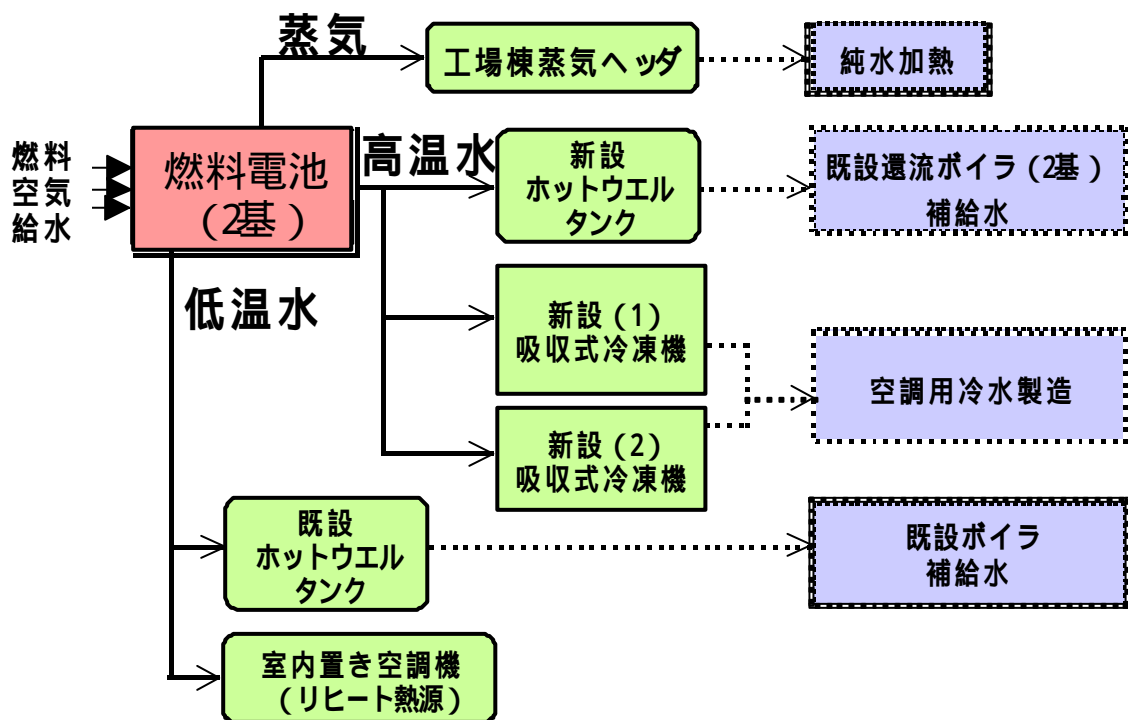 蒸気
工場棟蒸気ヘッダ
純水加熱
燃料
空気
給水
燃料電池
(2基)
高温水
新設
ホットウエル
タンク
既設還流ボイラ(2基)
補給水
低温水
新設(1)
吸収式冷凍機
空調用冷水製造
新設(2)
吸収式冷凍機
既設
ホットウエル
タンク
既設ボイラ
補給水
室内置き空調機
(リヒート熱源)